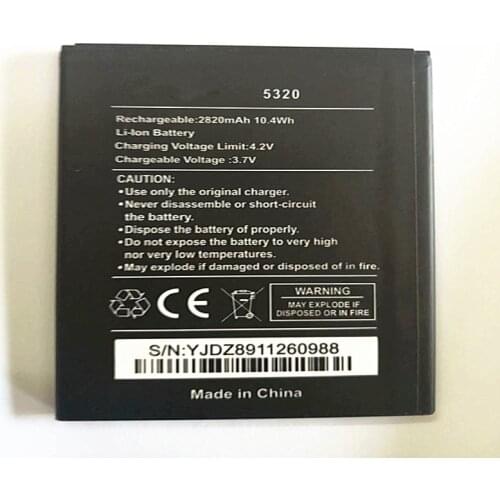 5320
Rechargeable:2820mAh 10.4Wh
Li-Ion Battery
Charging Voltage Limit:4.2V
Chargeable Voltage :3.7V
CAUTION:
•Use only the original charger.
•Never disassemble or short-circuit
the battery.
•Dispose the battery of properly.
•Do not expose the battery to very high
nor very low temperatures.
•May explode if damaged or disposed of in fire.
CE
WARNING
MAY EXPLODE IF
DISPOSED OR IN FIRE
S/N:YJDZ8911260988
Made in China